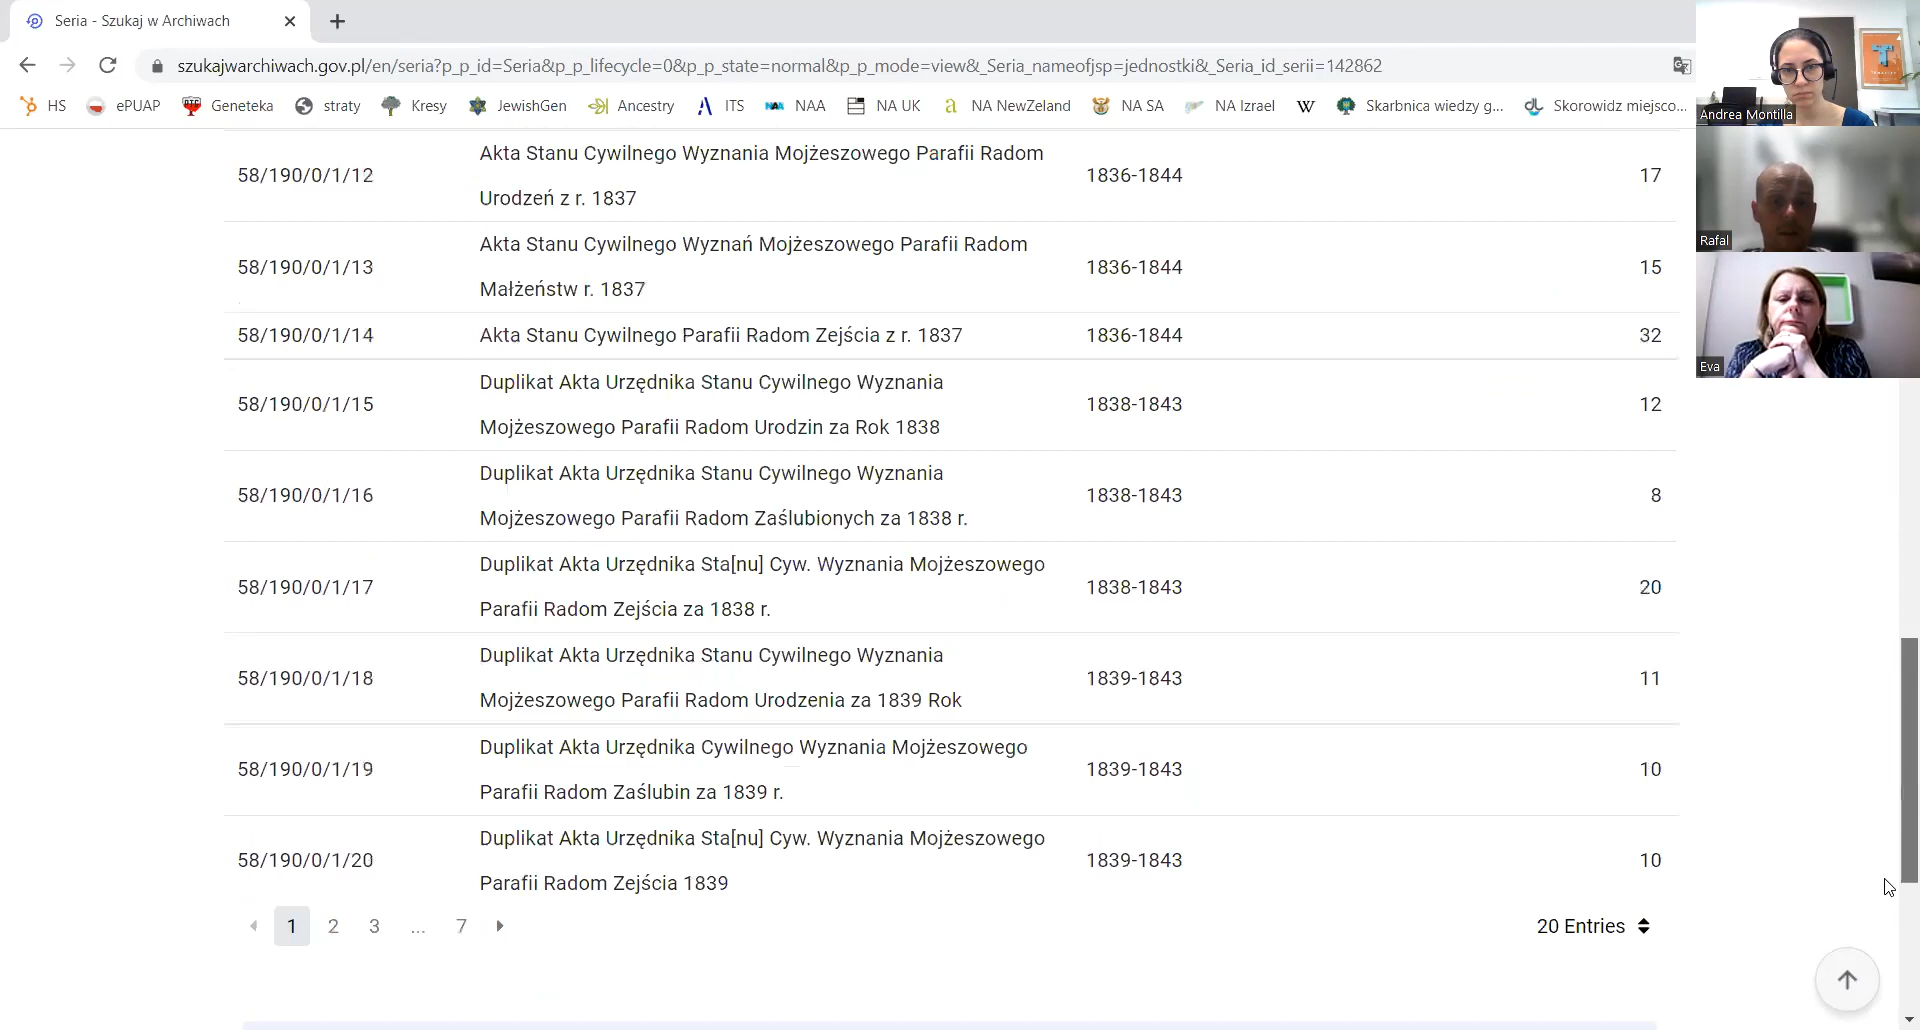 Seria - Szukaj w Archiwach
szukajwarchiwach.gov.pl/en/seria?p_p_id=Seria&p_p_lifecycle=0&p_p_state=normal&p_p_mode=view&_Seria_nameofjsp=jednostki&_Seria_id_serii=142862
HS ePUAP Geneteka straty Kresy JewishGen Ancestry ITS NAA NA UK NA NewZeland NA SA NA Izrael Skarbnica wiedzy g... Skorowidz miejsco...
Andrea Montilla
Rafal
Eva
58/190/0/1/12
Akta Stanu Cywilnego Wyznania Mojżeszowego Parafii Radom
Urodzeń z r. 1837
1836-1844
17
58/190/0/1/13
Akta Stanu Cywilnego Wyznań Mojżeszowego Parafii Radom
Małżeństw r. 1837
1836-1844
15
58/190/0/1/14
Akta Stanu Cywilnego Parafii Radom Zejścia z r. 1837
1836-1844
32
58/190/0/1/15
Duplikat Akta Urzędnika Stanu Cywilnego Wyznania
Mojżeszowego Parafii Radom Urodzin za Rok 1838
1838-1843
12
58/190/0/1/16
Duplikat Akta Urzędnika Stanu Cywilnego Wyznania
Mojżeszowego Parafii Radom Zaślubionych za 1838 r.
1838-1843
8
58/190/0/1/17
Duplikat Akta Urzędnika Sta[nu] Cyw. Wyznania Mojżeszowego
Parafii Radom Zejścia za 1838 r.
1838-1843
20
58/190/0/1/18
Duplikat Akta Urzędnika Stanu Cywilnego Wyznania
Mojżeszowego Parafii Radom Urodzenia za 1839 Rok
1839-1843
11
58/190/0/1/19
Duplikat Akta Urzędnika Cywilnego Wyznania Mojżeszowego
Parafii Radom Zaślubin za 1839 r.
1839-1843
10
58/190/0/1/20
Duplikat Akta Urzędnika Sta[nu] Cyw. Wyznania Mojżeszowego
Parafii Radom Zejścia 1839
1839-1843
10
1 2 3 ... 7
20 Entries